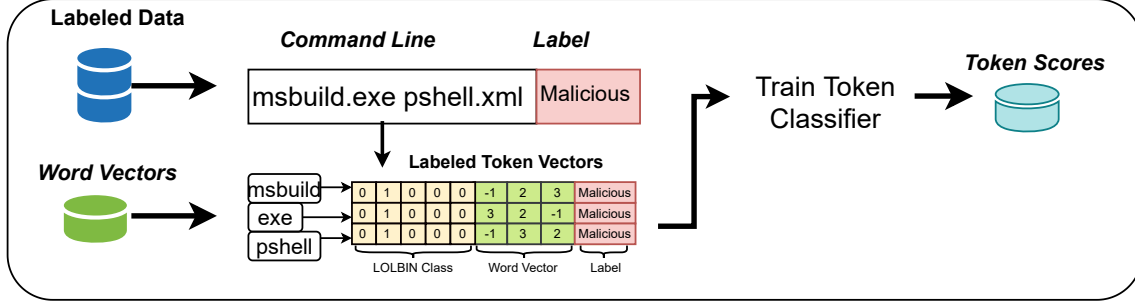 Labeled Data
Command Line Label
msbuild.exe pshell.xml Malicious
Train Token
Classifier
Token Scores
Word Vectors
Labeled Token Vectors
msbuild 0 1 0 0 0 -1 2 3 Malicious
exe 0 1 0 0 0 3 2 -1 Malicious
pshell 0 1 0 0 0 -1 3 2 Malicious
LOLBIN Class Word Vector Label